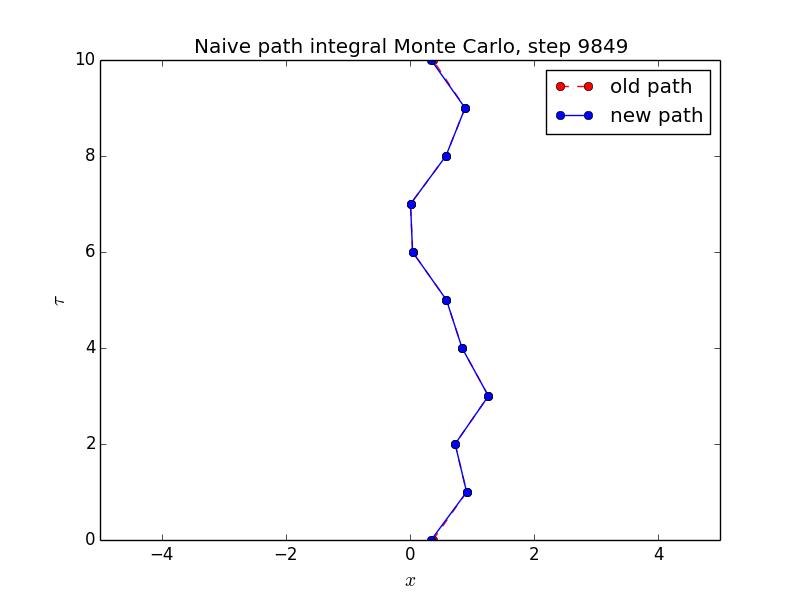 Naive path integral Monte Carlo, step 9849
old path
new path
10
8
6
4
2
0
τ
−4 −2 0 2 4
x